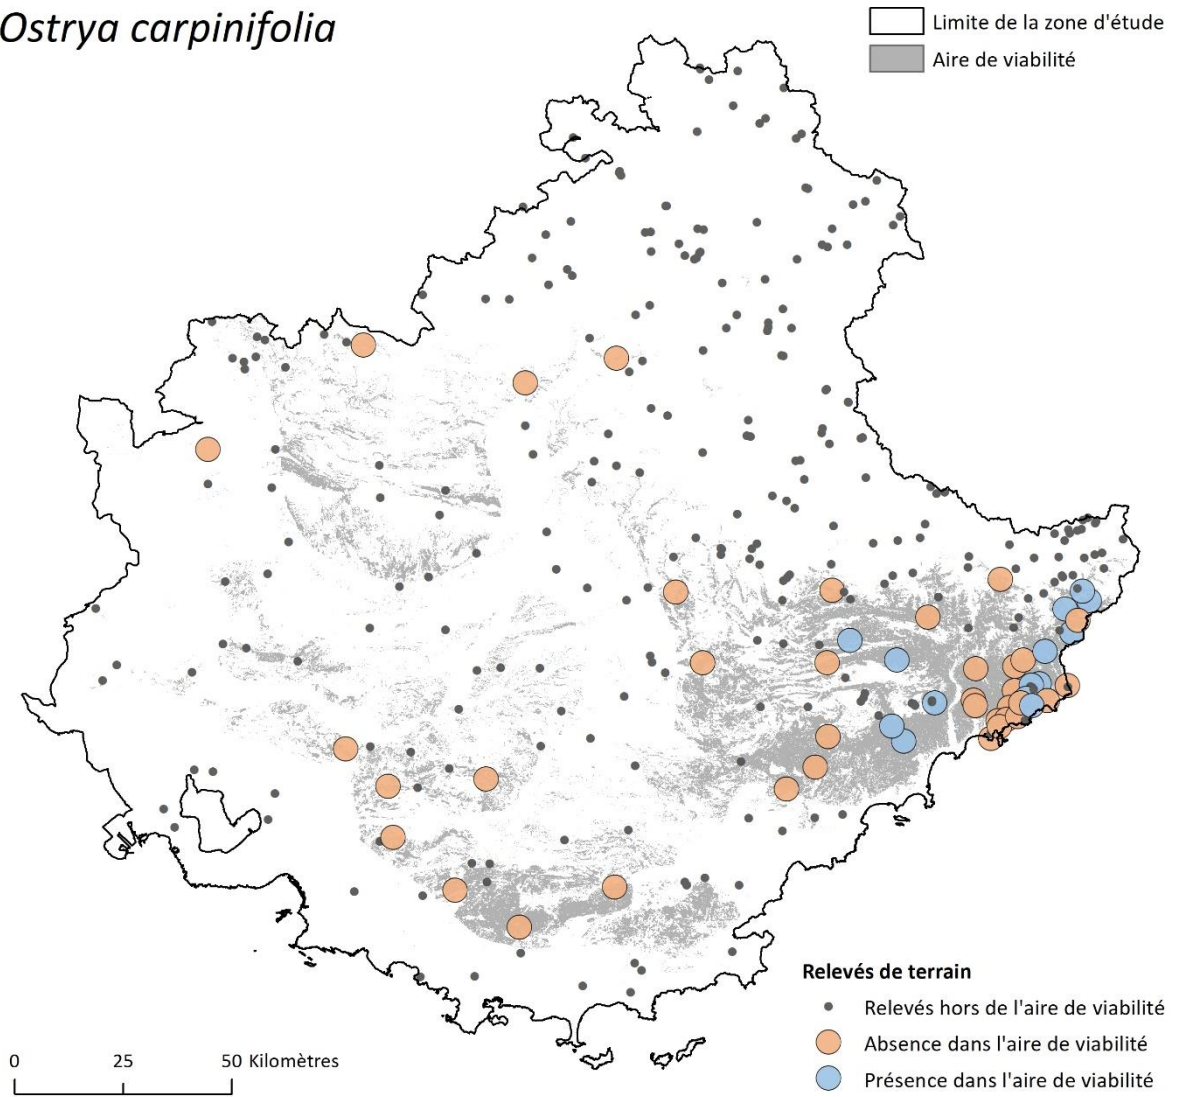 Ostrya carpinifolia
Limite de la zone d'étude
Aire de viabilité
Relevés de terrain
Relevés hors de l'aire de viabilité
Absence dans l'aire de viabilité
Présence dans l'aire de viabilité
0 25 50 Kilomètres